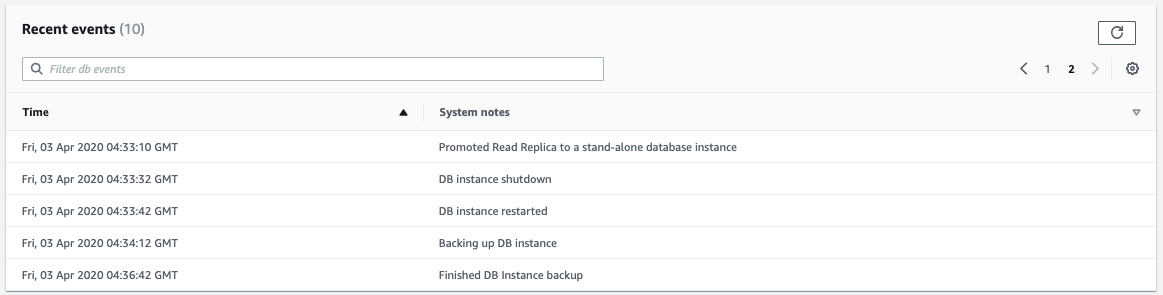 Recent events (10)
Filter db events
1 2
Time System notes
Fri, 03 Apr 2020 04:33:10 GMT Promoted Read Replica to a stand-alone database instance
Fri, 03 Apr 2020 04:33:32 GMT DB instance shutdown
Fri, 03 Apr 2020 04:33:42 GMT DB instance restarted
Fri, 03 Apr 2020 04:34:12 GMT Backing up DB instance
Fri, 03 Apr 2020 04:36:42 GMT Finished DB Instance backup